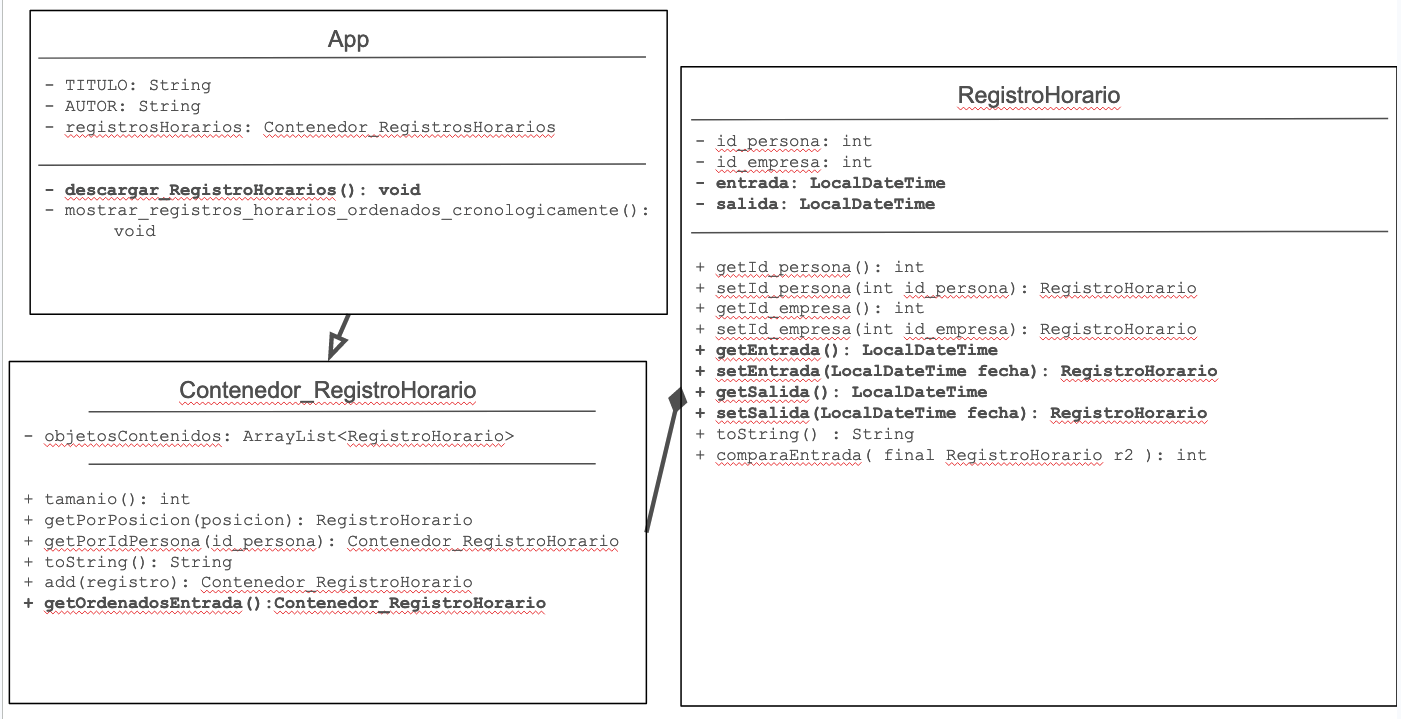 App
- TITULO: String
- AUTOR: String
- registrosHorarios: Contenedor_RegistrosHorarios
- descargar_RegistroHorarios(): void
- mostrar_registros_horarios_ordenados_cronologicamente():
void
Contenedor_RegistroHorario
- objetosContenidos: ArrayList<RegistroHorario>
+ tamanio(): int
+ getPorPosicion(posicion): RegistroHorario
+ getPorIdPersona(id_persona): Contenedor_RegistroHorario
+ toString(): String
+ add(registro): Contenedor_RegistroHorario
+ getOrdenadosEntrada():Contenedor_RegistroHorario
RegistroHorario
- id_persona: int
- id_empresa: int
- entrada: LocalDateTime
- salida: LocalDateTime
+ getId_persona(): int
+ setId_persona(int id_persona): RegistroHorario
+ getId_empresa(): int
+ setId_empresa(int id_empresa): RegistroHorario
+ getEntrada(): LocalDateTime
+ setEntrada(LocalDateTime fecha): RegistroHorario
+ getSalida(): LocalDateTime
+ setSalida(LocalDateTime fecha): RegistroHorario
+ toString() : String
+ comparaEntrada( final RegistroHorario r2 ): int